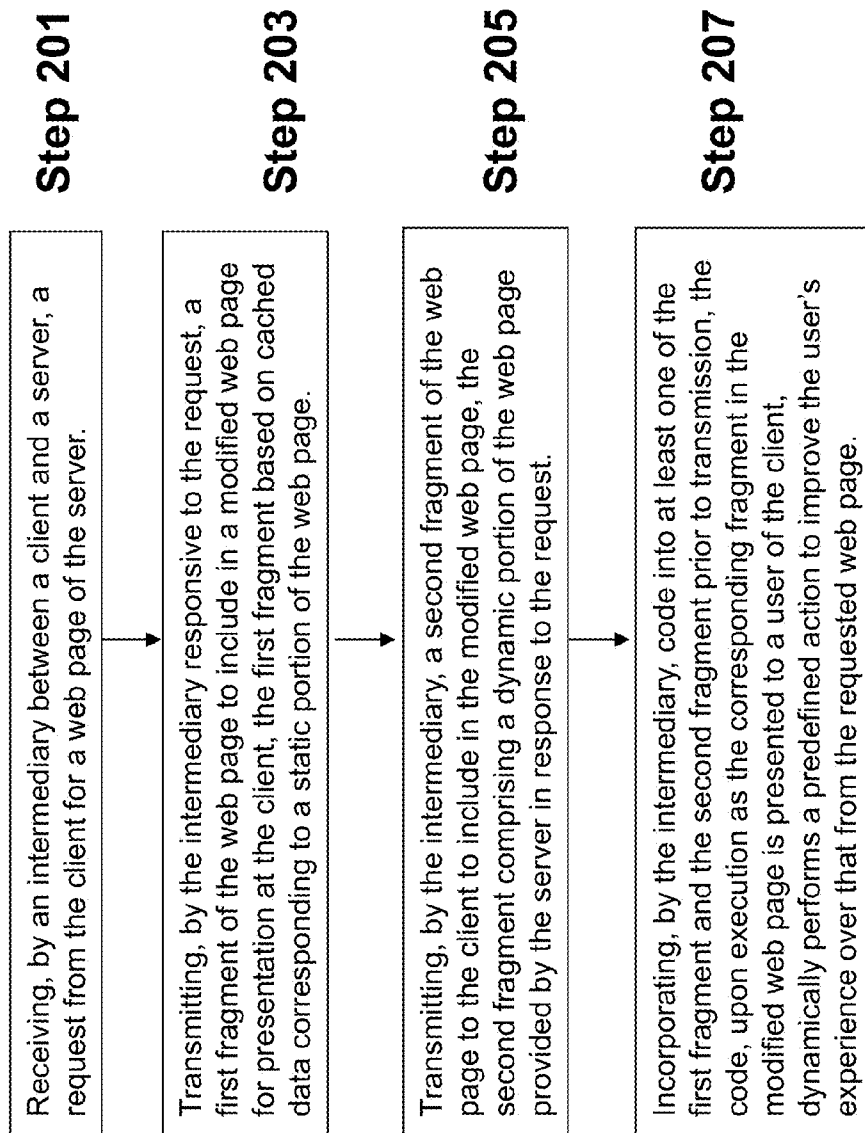 Receiving, by an intermediary between a client and a server, a
request from the client for a web page of the server.
Step 201
Transmitting, by the intermediary responsive to the request, a
first fragment of the web page to include in a modified web page
for presentation at the client, the first fragment based on cached
data corresponding to a static portion of the web page.
Step 203
Transmitting, by the intermediary, a second fragment of the web
page to the client to include in the modified web page, the
second fragment comprising a dynamic portion of the web page
provided by the server in response to the request.
Step 205
Incorporating, by the intermediary, code into at least one of the
first fragment and the second fragment prior to transmission, the
code, upon execution as the corresponding fragment in the
modified web page is presented to a user of the client,
dynamically performs a predefined action to improve the user's
experience over that from the requested web page.
Step 207